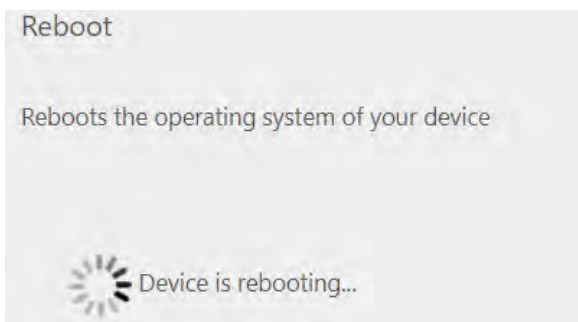 Reboot
Reboots the operating system of your device
Device is rebooting...